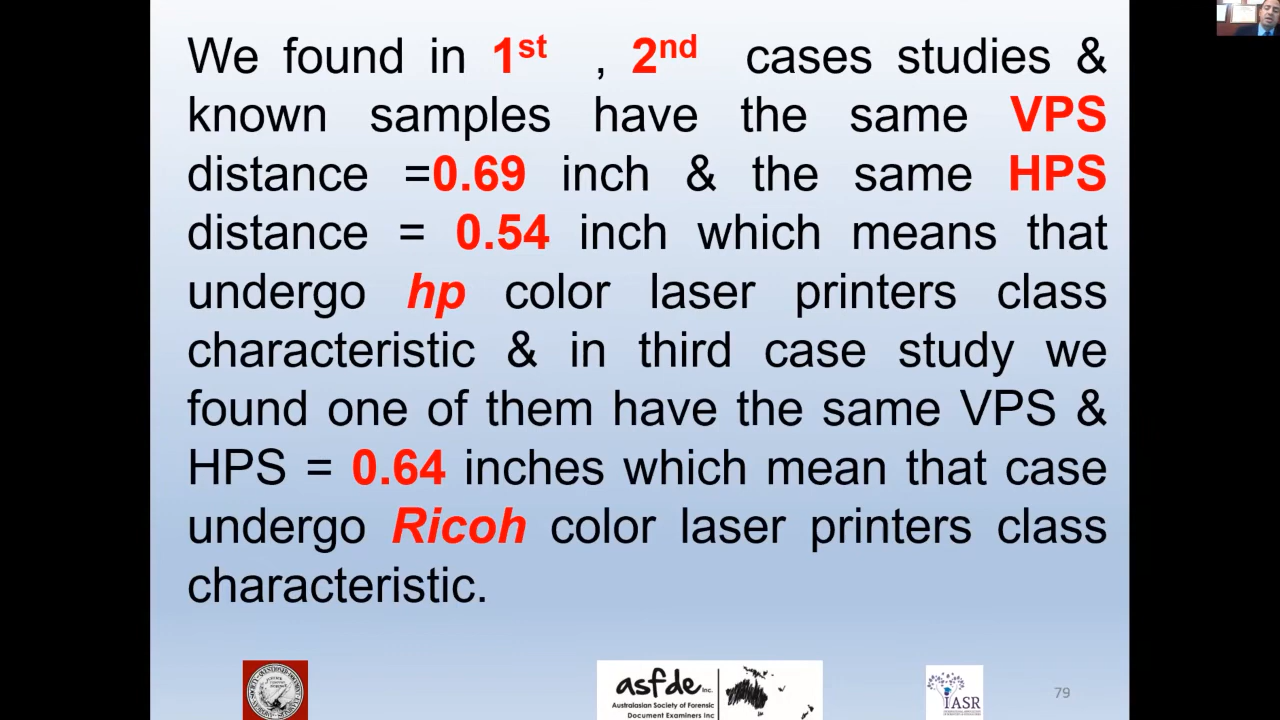 We found in 1st , 2nd cases studies &
known samples have the same VPS
distance =0.69 inch & the same HPS
distance = 0.54 inch which means that
undergo hp color laser printers class
characteristic & in third case study we
found one of them have the same VPS &
HPS = 0.64 inches which mean that case
undergo Ricoh color laser printers class
characteristic.
asfde Inc.
Australasian Society of Forensic
Document Examiners Inc
IASR
79